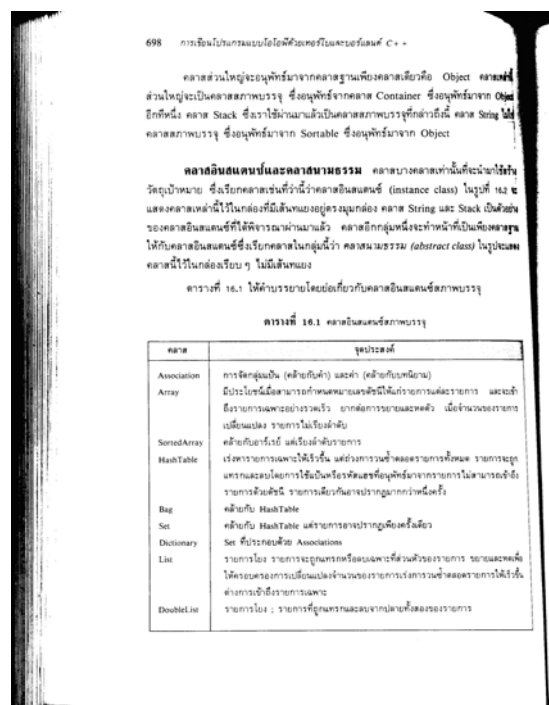 698 การเขียนโปรแกรมแบบโอโอพีด้วยเทอร์โบและบอร์แลนด์ C++
คลาสส่วนใหญ่จะอนุพัทธ์มาจากคลาสฐานเพียงคลาสเดียวคือ Object คลาสเหล่านี้
ส่วนใหญ่จะเป็นคลาสสภาพบรรจุ ซึ่งอนุพัทธ์จากคลาส Container ซึ่งอนุพัทธ์มาจาก Object
อีกทีหนึ่ง คลาส Stack ซึ่งเราใช้ผ่านมาแล้วเป็นคลาสสภาพบรรจุที่กล่าวถึงนี้ คลาส String ไม่ใช่
คลาสสภาพบรรจุ ซึ่งอนุพัทธ์มาจาก Sortable ซึ่งอนุพัทธ์มาจาก Object
คลาสอินสแตนซ์และคลาสนามธรรม คลาสบางคลาสเท่านั้นที่จะนำมาใช้สร้าง
วัตถุเป้าหมาย ซึ่งเรียกคลาสเช่นที่ว่านี้ว่าคลาสอินสแตนซ์ (instance class) ในรูปที่ 16.2 จะ
แสดงคลาสเหล่านี้ไว้ในกล่องที่มีเส้นทแยงอยู่ตรงมุมกล่อง คลาส String และ Stack เป็นตัวอย่าง
ของคลาสอินสแตนซ์ที่ได้พิจารณาผ่านมาแล้ว คลาสอีกกลุ่มหนึ่งจะทำหน้าที่เป็นเพียงคลาสฐาน
ให้กับคลาสอินสแตนซ์ซึ่งเรียกคลาสในกลุ่มนี้ว่า คลาสนามธรรม (abstract class) ในรูปจะแสดง
คลาสนี้ไว้ในกล่องเรียบ ๆ ไม่มีเส้นทแยง
ตารางที่ 16.1 ให้คำบรรยายโดยย่อเกี่ยวกับคลาสอินสแตนซ์สภาพบรรจุ
ตารางที่ 16.1 คลาสอินสแตนซ์สภาพบรรจุ
คลาส จุดประสงค์
Association การจัดกลุ่มแป้น (คล้ายกับคำ) และค่า (คล้ายกับบทนิยาม)
Array มีประโยชน์เมื่อสามารถกำหนดหมายเลขดัชนีให้แก่รายการแต่ละรายการ และจะเข้า
ถึงรายการเฉพาะอย่างรวดเร็ว ยากต่อการขยายและหดตัว เมื่อจำนวนของรายการ
เปลี่ยนแปลง รายการไม่เรียงลำดับ
SortedArray คล้ายกับอาร์เรย์ แต่เรียงลำดับรายการ
HashTable เร่งหารายการเฉพาะให้เร็วขึ้น แต่ถ่วงการวนซ้ำตลอดรายการทั้งหมด รายการจะถูก
แทรกและลบโดยการใช้แป้นหรือรหัสแฮชที่อนุพัทธ์มาจากรายการไม่สามารถเข้าถึง
รายการด้วยดัชนี รายการเดียวกันอาจปรากฏมากกว่าหนึ่งครั้ง
Bag คล้ายกับ HashTable
Set คล้ายกับ HashTable แต่รายการอาจปรากฏเพียงครั้งเดียว
Dictionary Set ที่ประกอบด้วย Associations
List รายการโยง รายการจะถูกแทรกหรือลบเฉพาะที่ส่วนหัวของรายการ ขยายและหดเพื่อ
ให้ครอบครองการเปลี่ยนแปลงจำนวนของรายการเร่งการวนซ้ำตลอดรายการให้เร็วขึ้น
ถ่วงการเข้าถึงรายการเฉพาะ
DoubleList รายการโยง ; รายการที่ถูกแทรกและลบจากปลายทั้งสองของรายการ